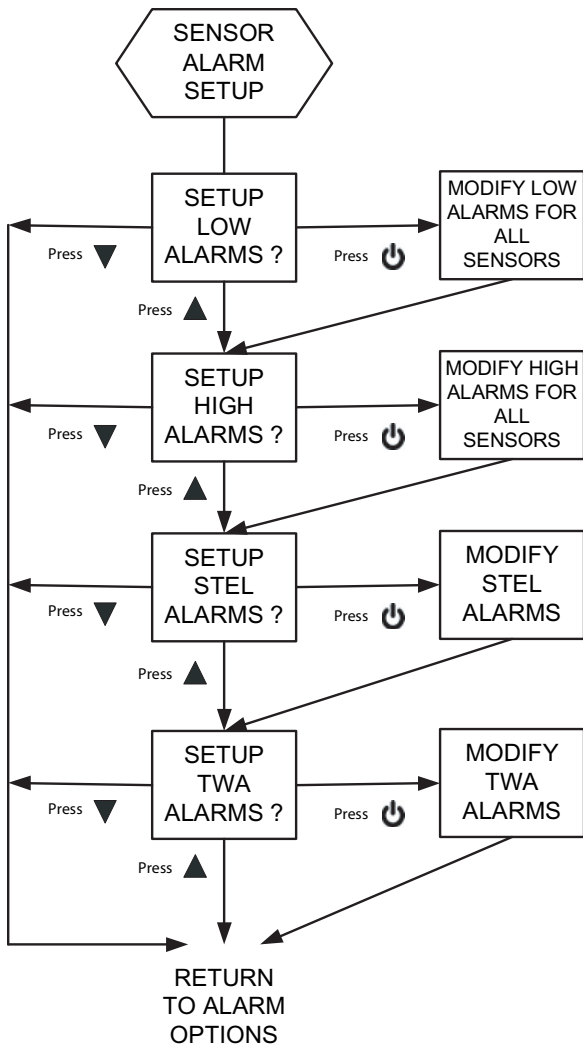 SENSOR
ALARM
SETUP
SETUP
LOW
ALARMS ?
MODIFY LOW
ALARMS FOR
ALL
SENSORS
Press
Press
Press
SETUP
HIGH
ALARMS ?
MODIFY HIGH
ALARMS FOR
ALL
SENSORS
Press
Press
Press
SETUP
STEL
ALARMS ?
MODIFY
STEL
ALARMS
Press
Press
Press
SETUP
TWA
ALARMS ?
MODIFY
TWA
ALARMS
Press
Press
Press
RETURN
TO ALARM
OPTIONS